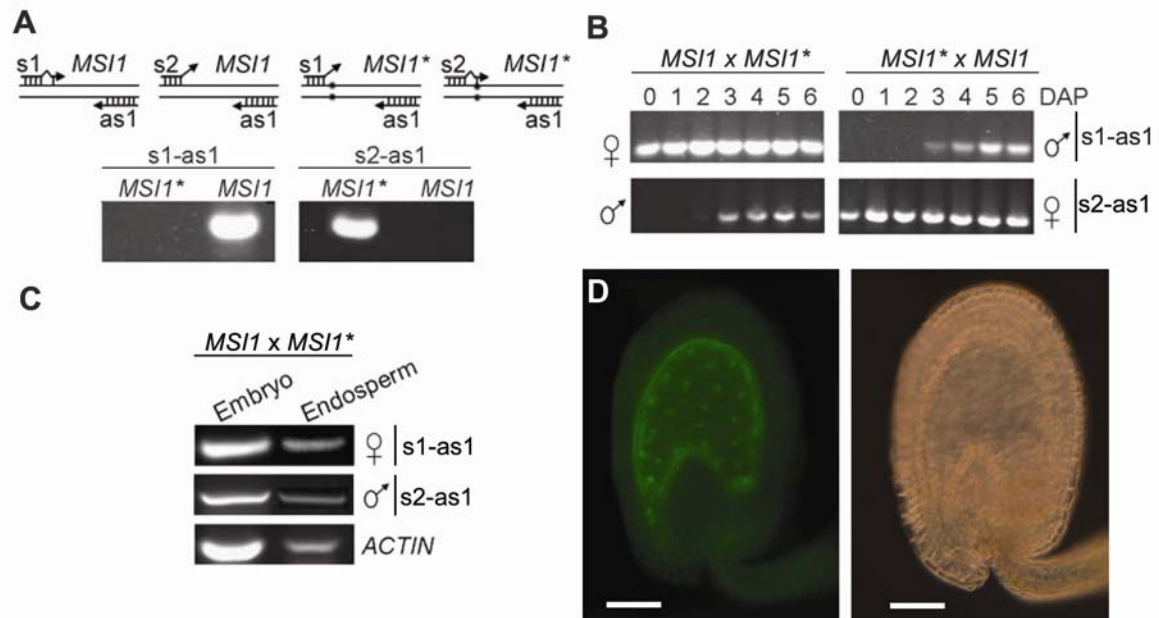 A
s1 MSI1 s2 MSI1 s1 MSI1* s2 MSI1*
as1 as1 as1 as1
s1-as1 s2-as1
MSI1* MSI1 MSI1* MSI1
B
MSI1 x MSI1* MSI1* x MSI1
0 1 2 3 4 5 6 0 1 2 3 4 5 6 DAP
♀ ♂ s1-as1
♂ ♀ s2-as1
C
MSI1 x MSI1*
Embryo Endosperm
♀ s1-as1
♂ s2-as1
ACTIN
D